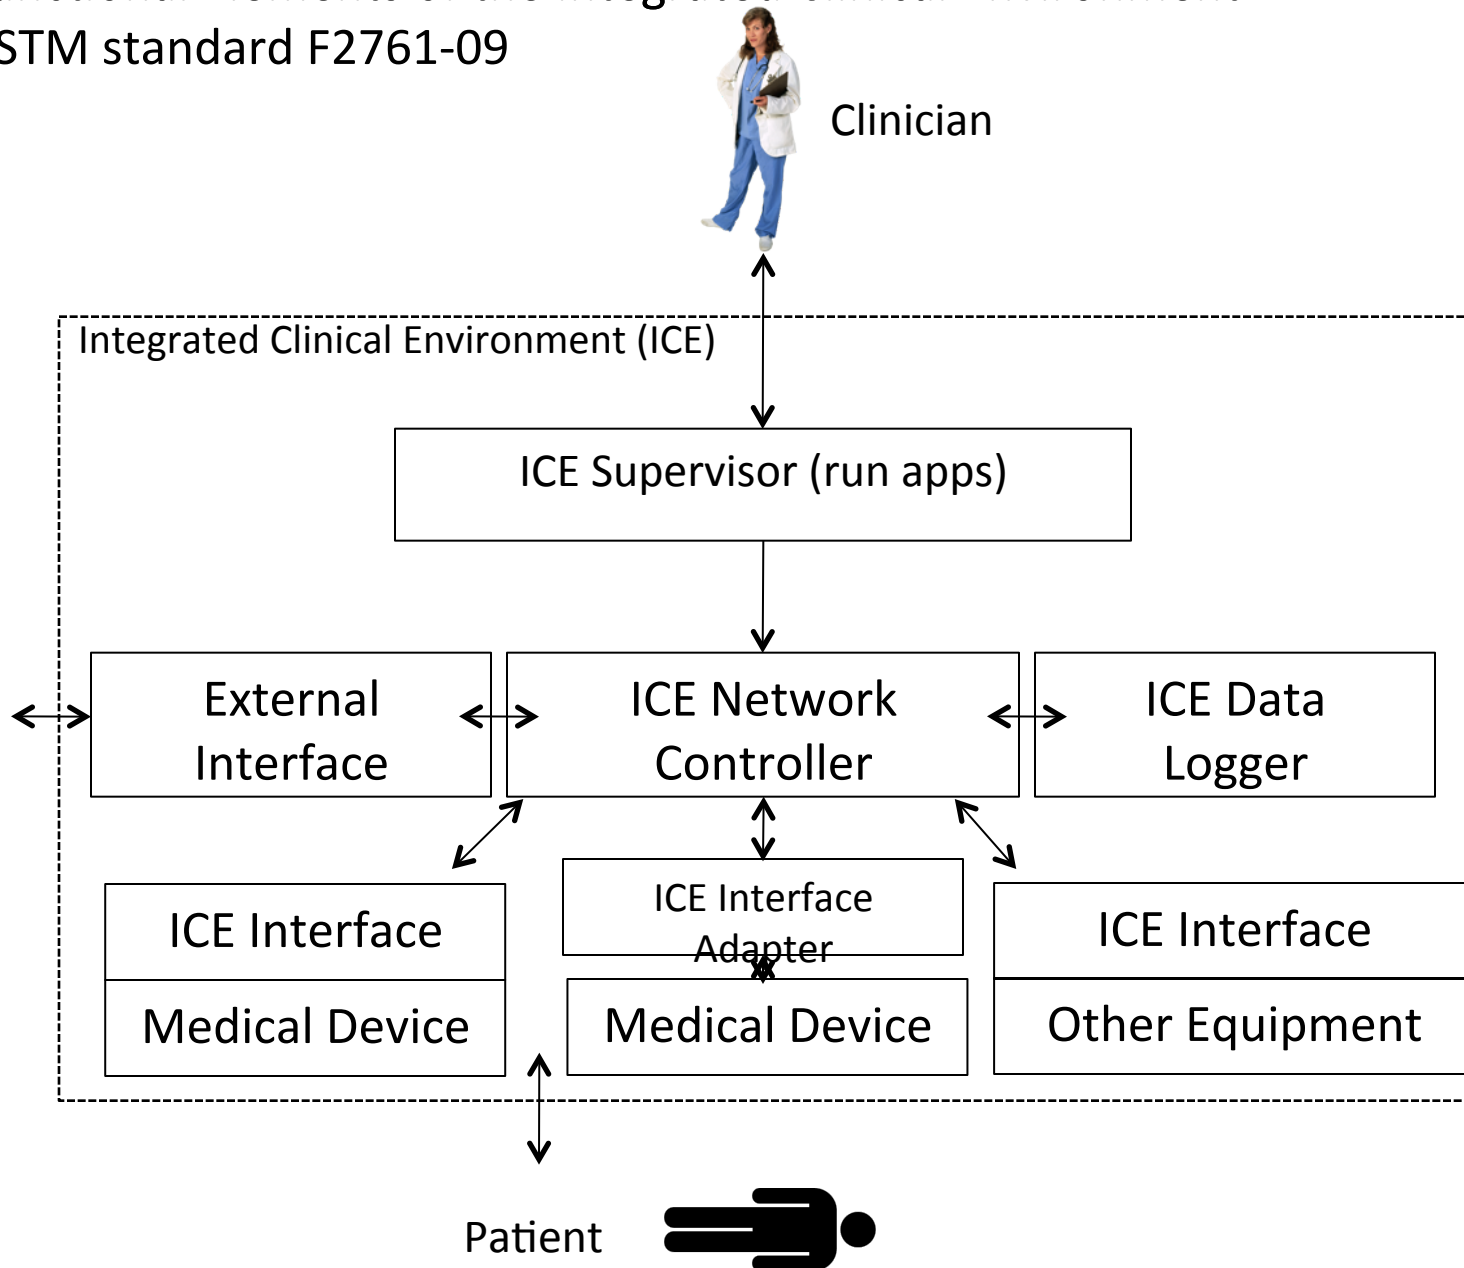 STM standard F2761-09
Clinician
Integrated Clinical Environment (ICE)
ICE Supervisor (run apps)
External
Interface
ICE Network
Controller
ICE Data
Logger
ICE Interface
Medical Device
ICE Interface
Adapter
Medical Device
ICE Interface
Other Equipment
Patient